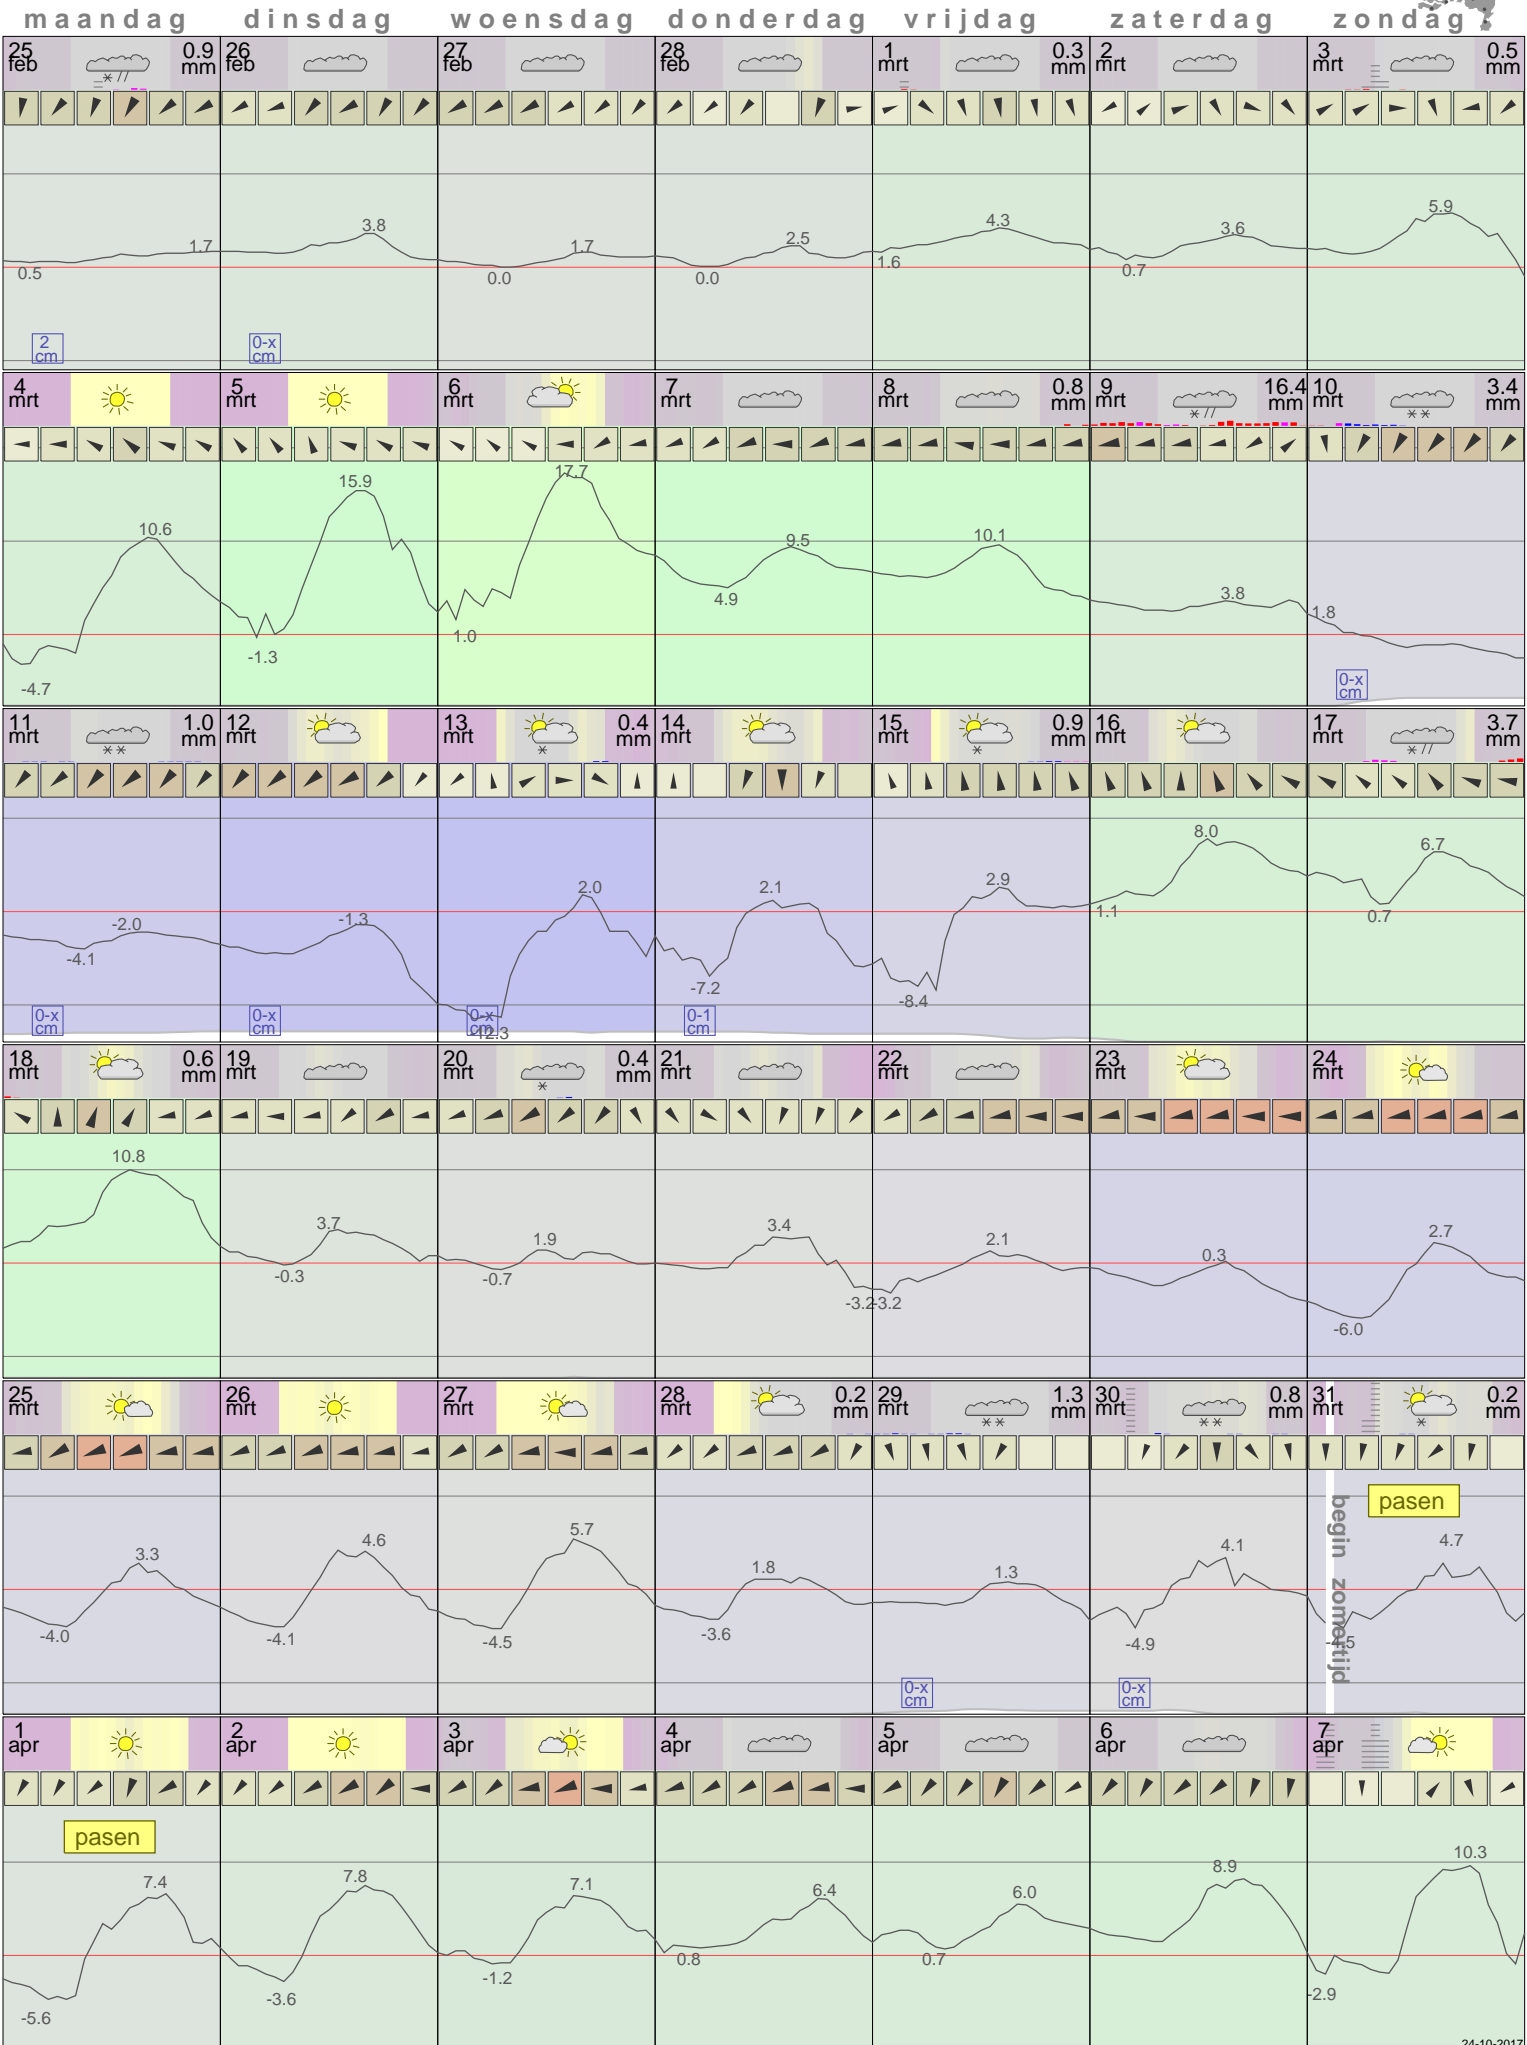 maandag dinsdag woensdag donderdag vrijdag zaterdag zondag
25 feb 0.9 mm 26 feb 27 feb 28 feb 1 mrt 0.3 mm 2 mrt 3 mrt 0.5 mm
0.5 1.7 3.8 0.0 1.7 0.0 2.5 1.6 4.3 0.7 3.6 5.9
2 cm 0-x cm
4 mrt 5 mrt 6 mrt 7 mrt 8 mrt 0.8 mm 9 mrt 16.4 mm 10 mrt 3.4 mm
-4.7 10.6 -1.3 15.9 1.0 17.7 4.9 9.5 10.1 3.8 1.8
0-x cm
11 mrt 1.0 mm 12 mrt 13 mrt 0.4 mm 14 mrt 15 mrt 0.9 mm 16 mrt 17 mrt 3.7 mm
-4.1 -2.0 -1.3 -12.3 2.0 -7.2 2.1 -8.4 2.9 1.1 8.0 0.7 6.7
0-x cm 0-x cm 0-x cm 0-1 cm
18 mrt 0.6 mm 19 mrt 20 mrt 0.4 mm 21 mrt 22 mrt 23 mrt 24 mrt
10.8 -0.3 3.7 -0.7 1.9 3.4 -3.2 -3.2 2.1 0.3 -6.0 2.7
25 mrt 26 mrt 27 mrt 28 mrt 0.2 mm 29 mrt 1.3 mm 30 mrt 0.8 mm 31 mrt 0.2 mm
pasen
begin zomertijd
-4.0 3.3 -4.1 4.6 -4.5 5.7 -3.6 1.8 1.3 -4.9 4.1 -4.5 4.7
0-x cm 0-x cm
1 apr 2 apr 3 apr 4 apr 5 apr 6 apr 7 apr
pasen
-5.6 7.4 -3.6 7.8 -1.2 7.1 0.8 6.4 0.7 6.0 8.9 -2.9 10.3
24-10-2017